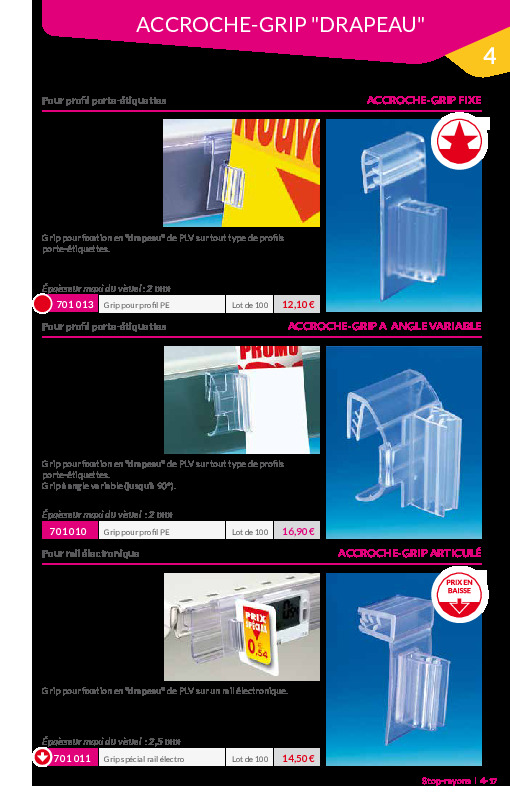 ACCROCHE-GRIP "DRAPEAU"
4
Pour profil porte-étiquettes
ACCROCHE-GRIP FIXE
Nouv
Grip pour fixation en "drapeau" de PLV sur tout type de profils
porte-étiquettes.
Épaisseur maxi du visuel : 2 mm
701 013 Grip pour profil PE Lot de 100 12,10 €
Pour profil porte-étiquettes
ACCROCHE-GRIP A ANGLE VARIABLE
PROMO
Grip pour fixation en "drapeau" de PLV sur tout type de profils
porte-étiquettes.
Grip à angle variable (jusqu'à 90°).
Épaisseur maxi du visuel : 2 mm
701 010 Grip pour profil PE Lot de 100 16,90 €
Pour rail électronique
ACCROCHE-GRIP ARTICULÉ
PRIX EN
BAISSE
PRIX
SPÉCIAL
Grip pour fixation en "drapeau" de PLV sur un rail électronique.
Épaisseur maxi du visuel : 2,5 mm
701 011 Grip spécial rail électro Lot de 100 14,50 €
Stop-rayons | 4-17